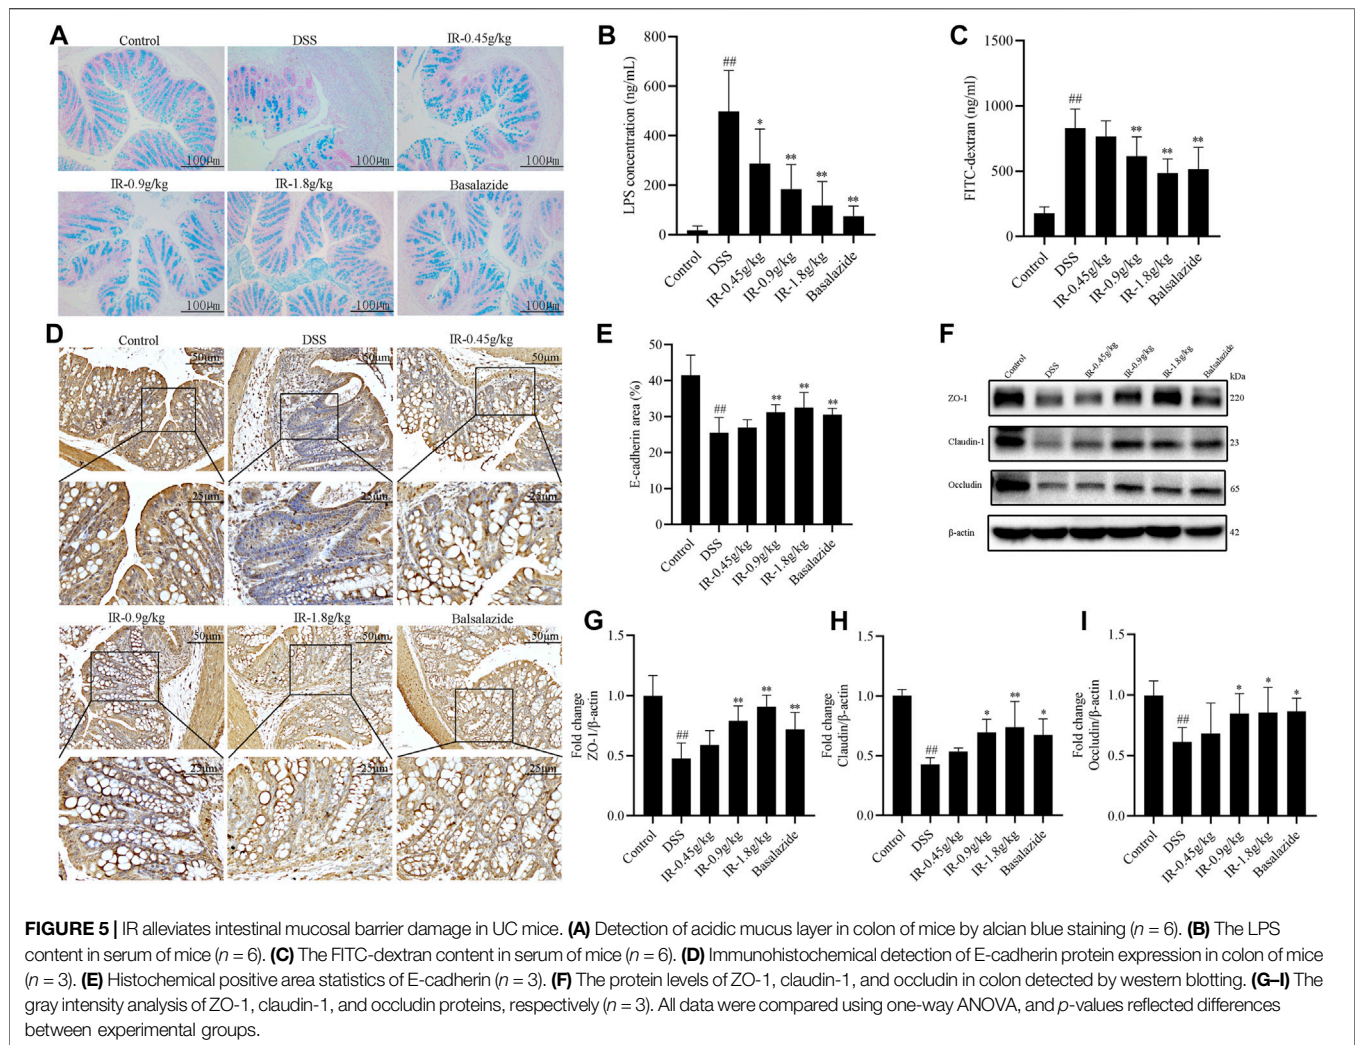 A
Control
DSS
IR-0.45g/kg
100μm
100μm
100μm
IR-0.9g/kg
IR-1.8g/kg
Basalazide
100μm
100μm
100μm
B
LPS concentration (ng/mL)
800
600
400
200
0
##
*
**
**
**
Control
DSS
IR-0.45g/kg
IR-0.9g/kg
IR-1.8g/kg
Basalazide
C
FITC-dextran (ng/ml)
1500
1000
500
0
##
**
**
**
Control
DSS
IR-0.45g/kg
IR-0.9g/kg
IR-1.8g/kg
Balsalazide
D
Control
DSS
IR-0.45g/kg
50μm
50μm
50μm
25μm
25μm
25μm
IR-0.9g/kg
IR-1.8g/kg
Balsalazide
50μm
50μm
50μm
25μm
25μm
25μm
E
E-cadherin area (%)
50
40
30
20
10
0
##
**
**
**
Control
DSS
IR-0.45g/kg
IR-0.9g/kg
IR-1.8g/kg
Basalazide
F
Control
DSS
IR-0.45g/kg
IR-0.9g/kg
IR-1.8g/kg
Balsalazide
kDa
ZO-1
220
Claudin-1
23
Occludin
65
β-actin
42
G
Fold change
ZO-1/β-actin
1.5
1.0
0.5
0.0
##
**
**
**
Control
DSS
IR-0.45g/kg
IR-0.9g/kg
IR-1.8g/kg
Basalazide
H
Fold change
Claudin/β-actin
1.5
1.0
0.5
0.0
##
*
**
*
Control
DSS
IR-0.45g/kg
IR-0.9g/kg
IR-1.8g/kg
Basalazide
I
Fold change
Occludin/β-actin
1.5
1.0
0.5
0.0
##
*
*
*
Control
DSS
IR-0.45g/kg
IR-0.9g/kg
IR-1.8g/kg
Basalazide
FIGURE 5 | IR alleviates intestinal mucosal barrier damage in UC mice. (A) Detection of acidic mucus layer in colon of mice by alcian blue staining (n = 6). (B) The LPS
content in serum of mice (n = 6). (C) The FITC-dextran content in serum of mice (n = 6). (D) Immunohistochemical detection of E-cadherin protein expression in colon of mice
(n = 3). (E) Histochemical positive area statistics of E-cadherin (n = 3). (F) The protein levels of ZO-1, claudin-1, and occludin in colon detected by western blotting. (G–I) The
gray intensity analysis of ZO-1, claudin-1, and occludin proteins, respectively (n = 3). All data were compared using one-way ANOVA, and p-values reflected differences
between experimental groups.